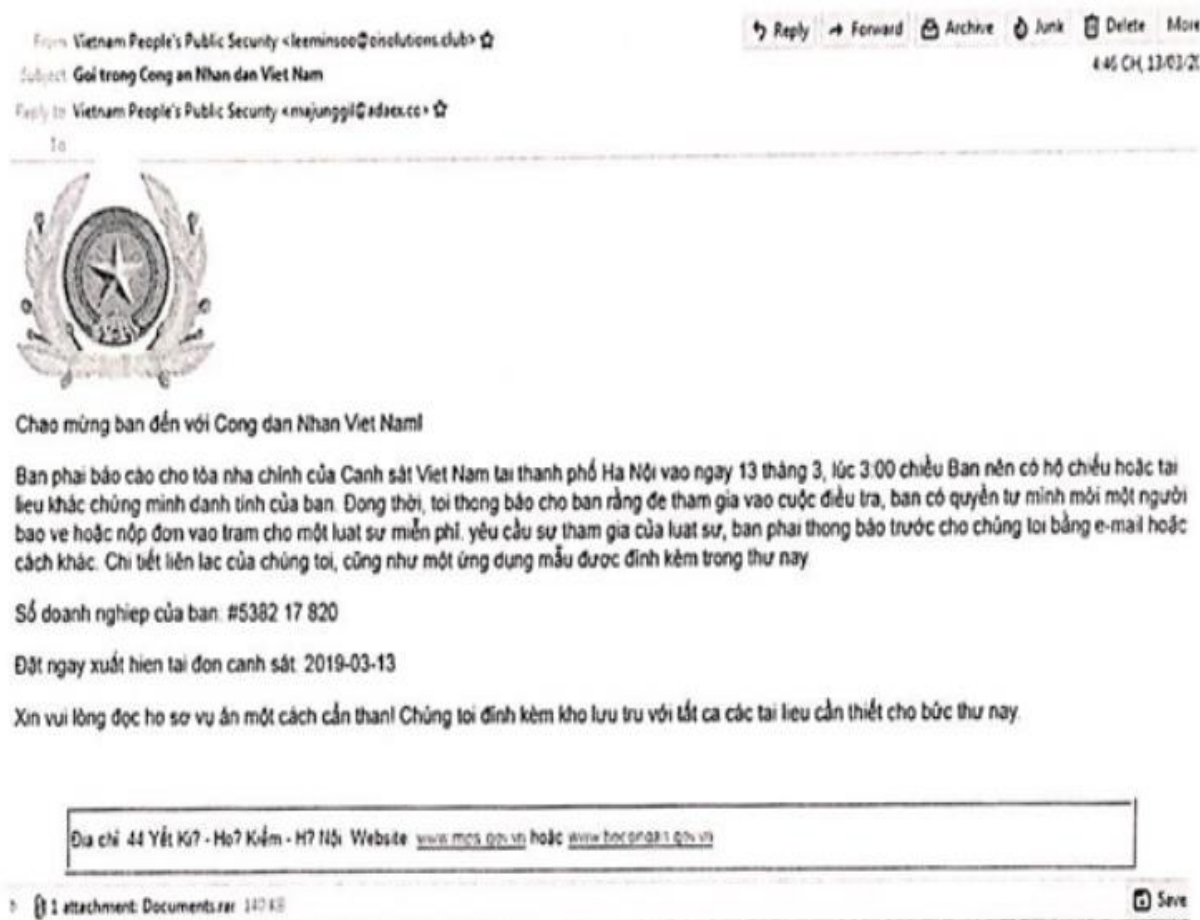 Reply Forward Archive Junk Delete More
From Vietnam People's Public Security <leeminsoo@cisolutions.club>
4:46 CH, 13/03/20
Subject Goi trong Cong an Nhan dan Viet Nam
Reply to Vietnam People's Public Security <majunggil@adaex.cc>
To
Chao mừng ban đến với Cong dan Nhan Viet Nam!
Ban phai báo cáo cho tòa nha chính của Canh sát Viet Nam tai thanh phố Ha Nội vao ngay 13 tháng 3, lúc 3:00 chiều Ban nên có hộ chiếu hoặc tai
lieu khác chứng minh danh tính của ban. Đong thời, toi thong báo cho ban rằng đe tham gia vao cuộc điều tra, ban có quyền tư minh mời một người
bao ve hoặc nộp đơn vao tram cho một luat sư miễn phí. yêu cầu sư tham gia của luat sư, ban phai thong báo trước cho chúng toi bằng e-mail hoặc
cách khác. Chi tiết liên lac của chúng toi, cũng như một ứng dung mẫu được đính kèm trong thư nay
Số doanh nghiep của ban: #5382 17 820
Đặt ngay xuất hien tai đon canh sát: 2019-03-13
Xin vui lòng đọc ho sơ vụ án một cách cẩn than! Chúng toi đính kèm kho lưu tru với tất ca các tai lieu cần thiết cho bức thư nay.
Đia chỉ 44 Yết Ki? - Ho? Kiếm - H? Nội Website www.mps.gov.vn hoặc www.bocongan.gov.vn
1 attachment: Documents.rar 140 KB
Save